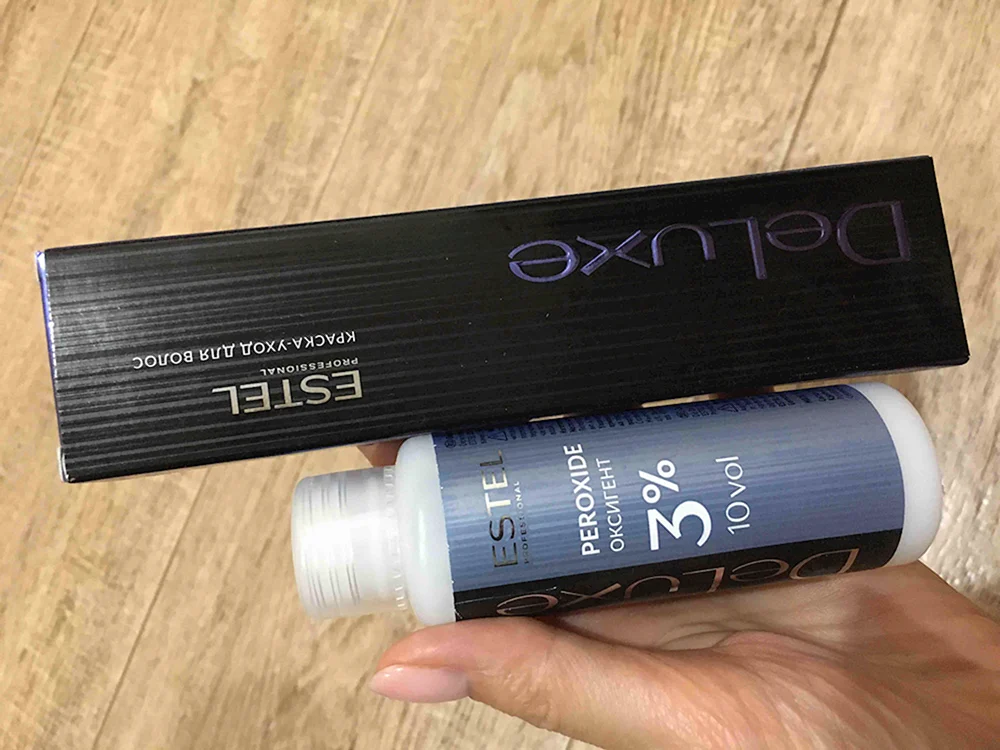 DeLuxe
ESTEL
PROFESSIONAL
КРАСКА-УХОД ДЛЯ ВОЛОС
ESTEL
PROFESSIONAL
PEROXIDE
ОКСИГЕНТ
3%
10 vol
DeLuxe